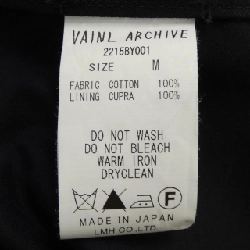 VAINL ARCHIVE
2215BY001
SIZE M
FABRIC COTTON 100%
LINING CUPRA 100%
DO NOT WASH
DO NOT BLEACH
WARM IRON
DRYCLEAN
F
MADE IN JAPAN
LMH CO.LTD.